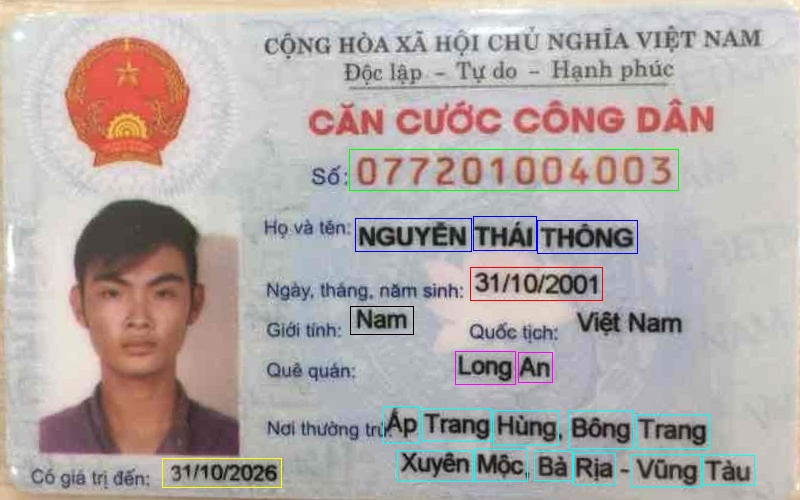 CỘNG HÒA XÃ HỘI CHỦ NGHĨA VIỆT NAM
Độc lập - Tự do - Hạnh phúc
CĂN CƯỚC CÔNG DÂN
Số: 077201004003
Họ và tên: NGUYỄN THÁI THÔNG
Ngày, tháng, năm sinh: 31/10/2001
Giới tính: Nam Quốc tịch: Việt Nam
Quê quán: Long An
Nơi thường trú: Áp Trang Hùng, Bông Trang
Xuyên Mộc, Bà Rịa - Vũng Tàu
Có giá trị đến: 31/10/2026